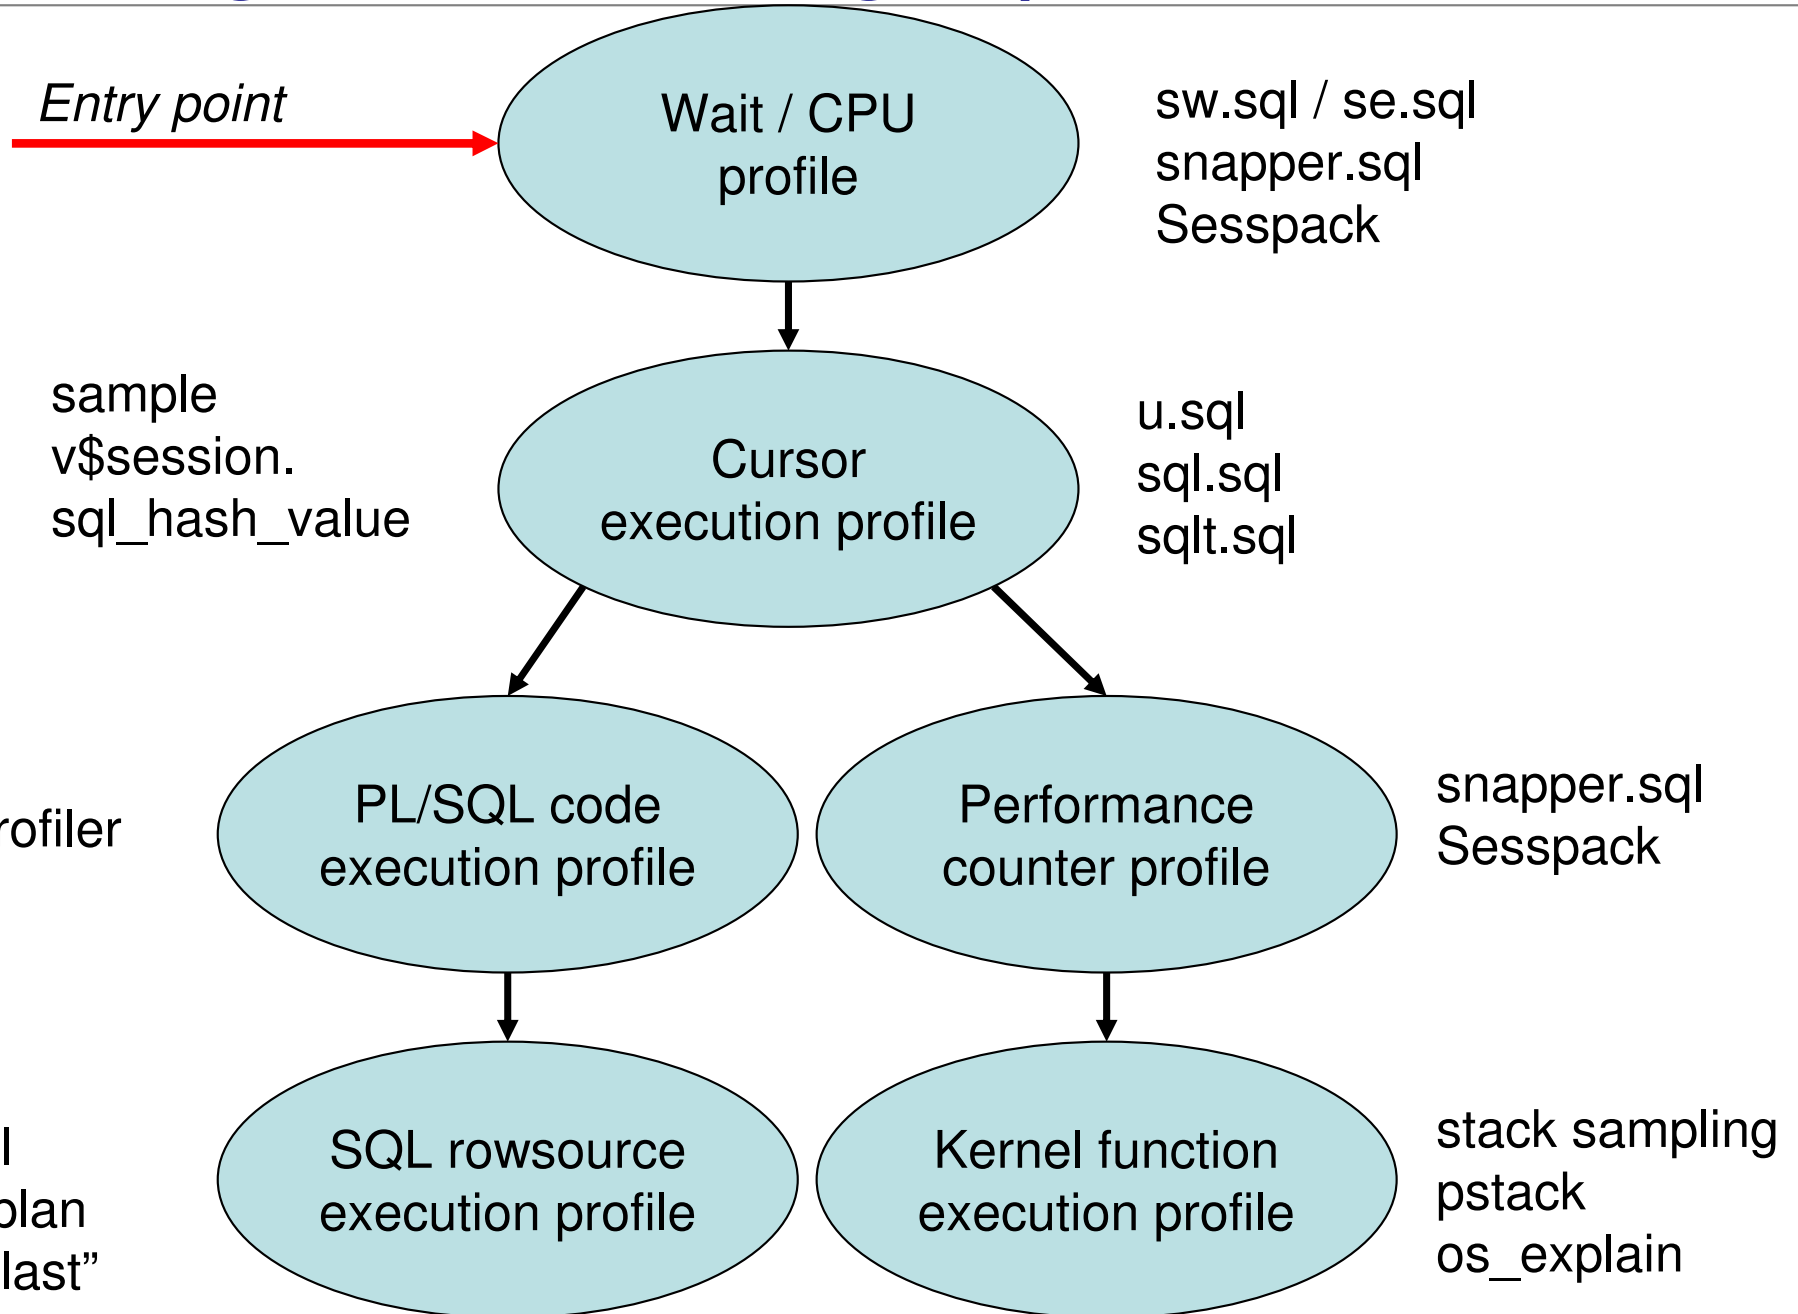 Entry point
Wait / CPU
profile
sw.sql / se.sql
snapper.sql
Sesspack
sample
v$session.
sql_hash_value
Cursor
execution profile
u.sql
sql.sql
sqlt.sql
PL/SQL code
execution profile
Performance
counter profile
snapper.sql
Sesspack
SQL rowsource
execution profile
last”
Kernel function
execution profile
stack sampling
pstack
os_explain